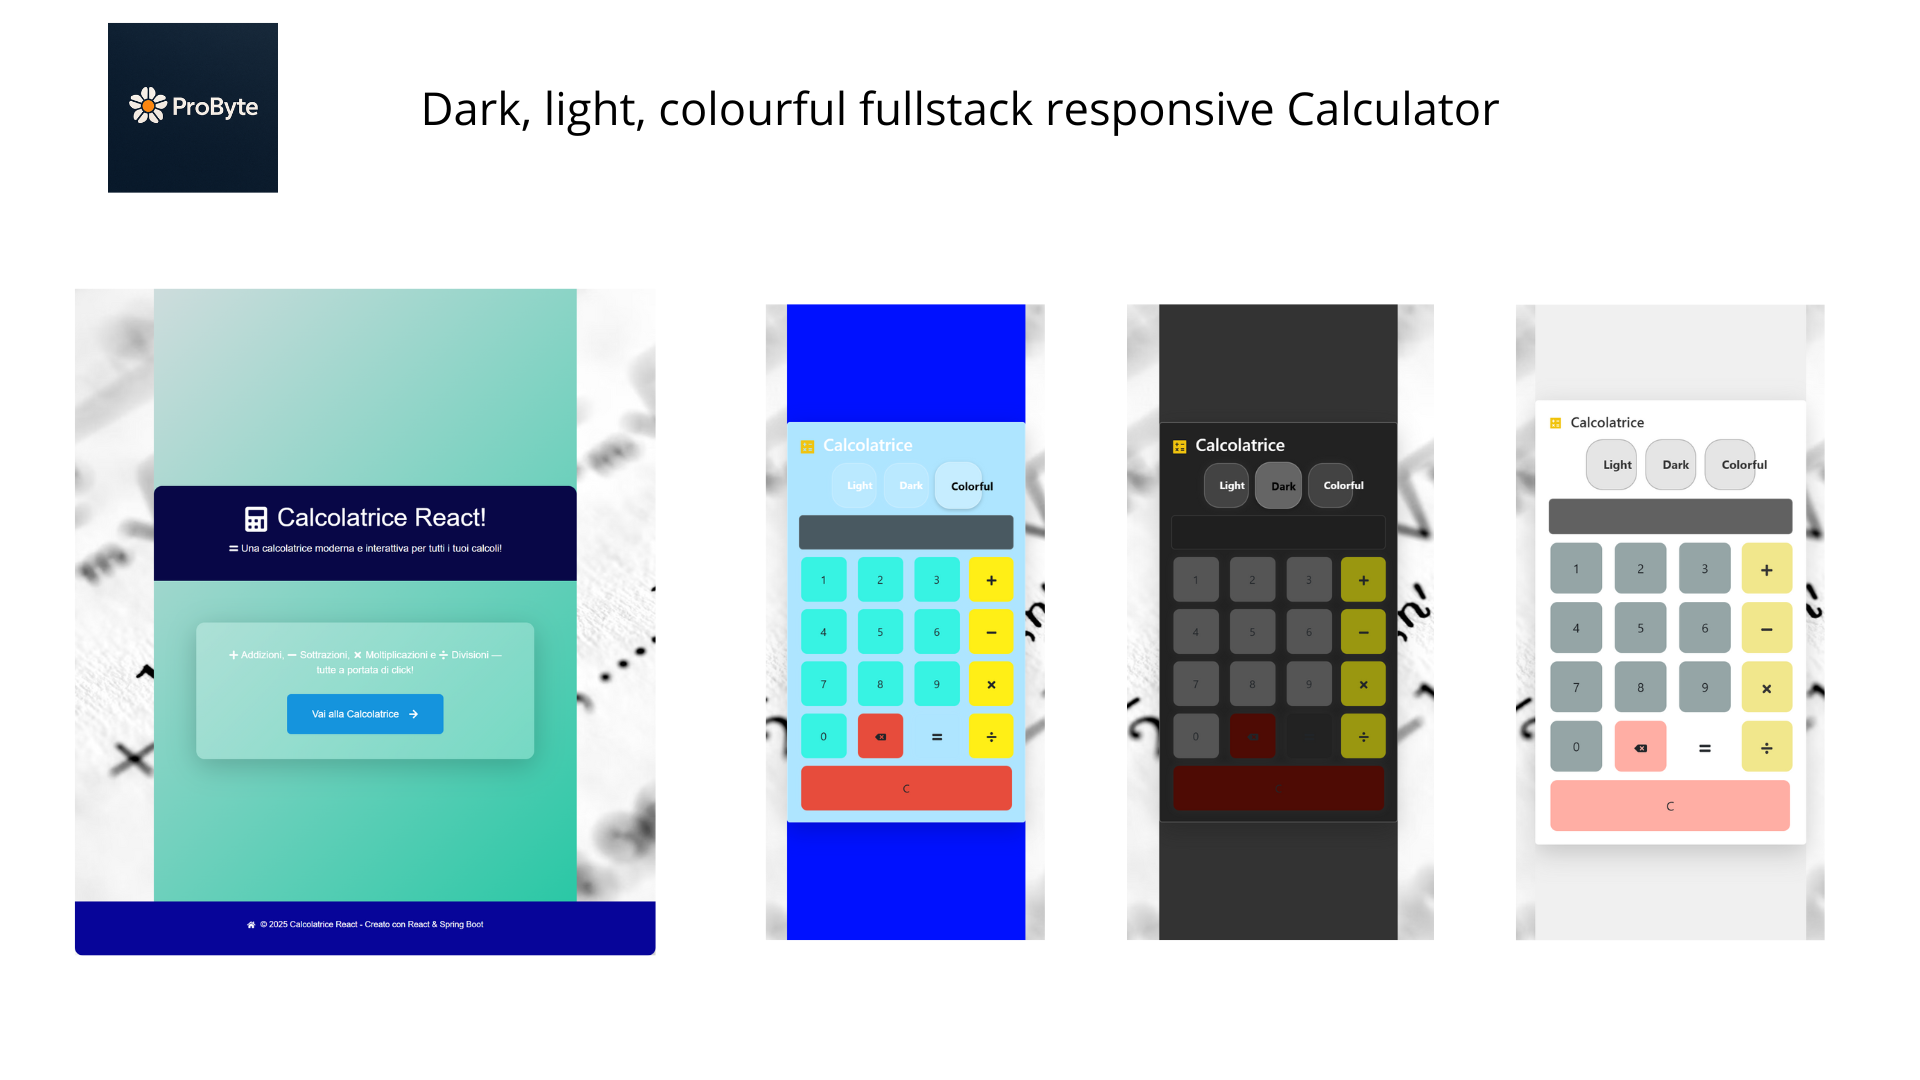 ProByte
Dark, light, colourful fullstack responsive Calculator
Calcolatrice React!
= Una calcolatrice moderna e interattiva per tutti i tuoi calcoli!
+ Addizioni, − Sottrazioni, × Moltiplicazioni e ÷ Divisioni —
tutte a portata di click!
Vai alla Calcolatrice →
© 2025 Calcolatrice React - Creato con React & Spring Boot
Calcolatrice
Light Dark Colorful
1 2 3 +
4 5 6 −
7 8 9 ×
0 = ÷
C
Calcolatrice
Light Dark Colorful
1 2 3 +
4 5 6 −
7 8 9 ×
0 ÷
Calcolatrice
Light Dark Colorful
1 2 3 +
4 5 6 −
7 8 9 ×
0 = ÷
C